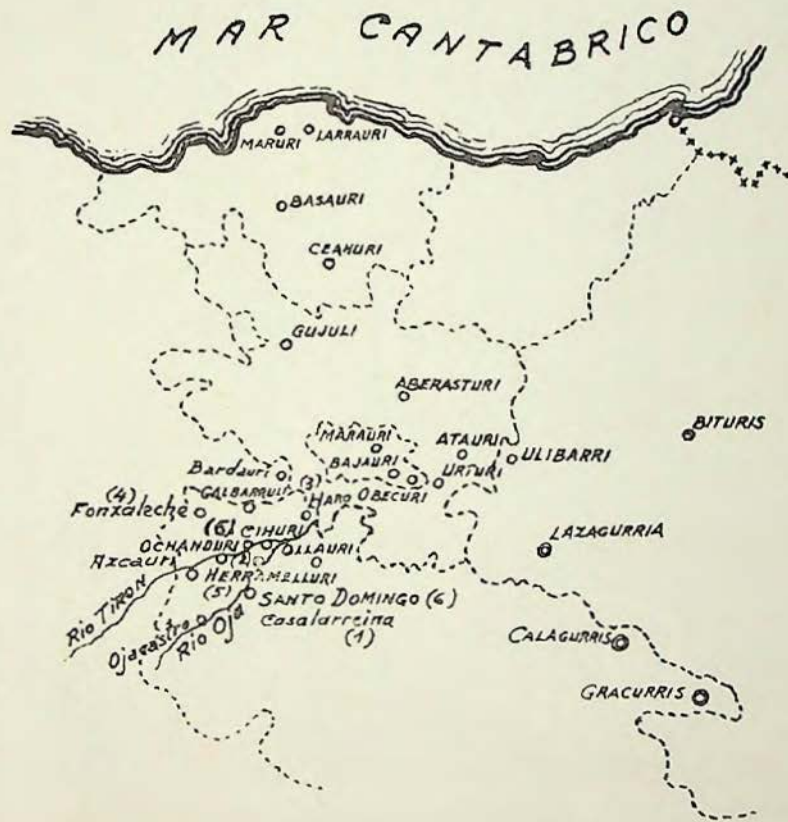 MAR CANTABRICO
MARURI
LARRAURI
BASAURI
CEANURI
GUJULI
ABERASTURI
BITURIS
MARAURI
ATAURI
ULIBARRI
BAJAURI
URTURI
Bardauri
(3)
OBECURI
GALBARRULI
HARO
(4)
Fonzaleche
(6)
CIHURI
OCHANDURI
OLLAURI
LAZAGURRIA
Azcauri
(2)
HERRAMELLURI
(5)
SANTO DOMINGO (6)
Casalarreina
(1)
RIO TIRON
Ojacastro
RIO OJA
CALAGURRIS
GRACURRIS